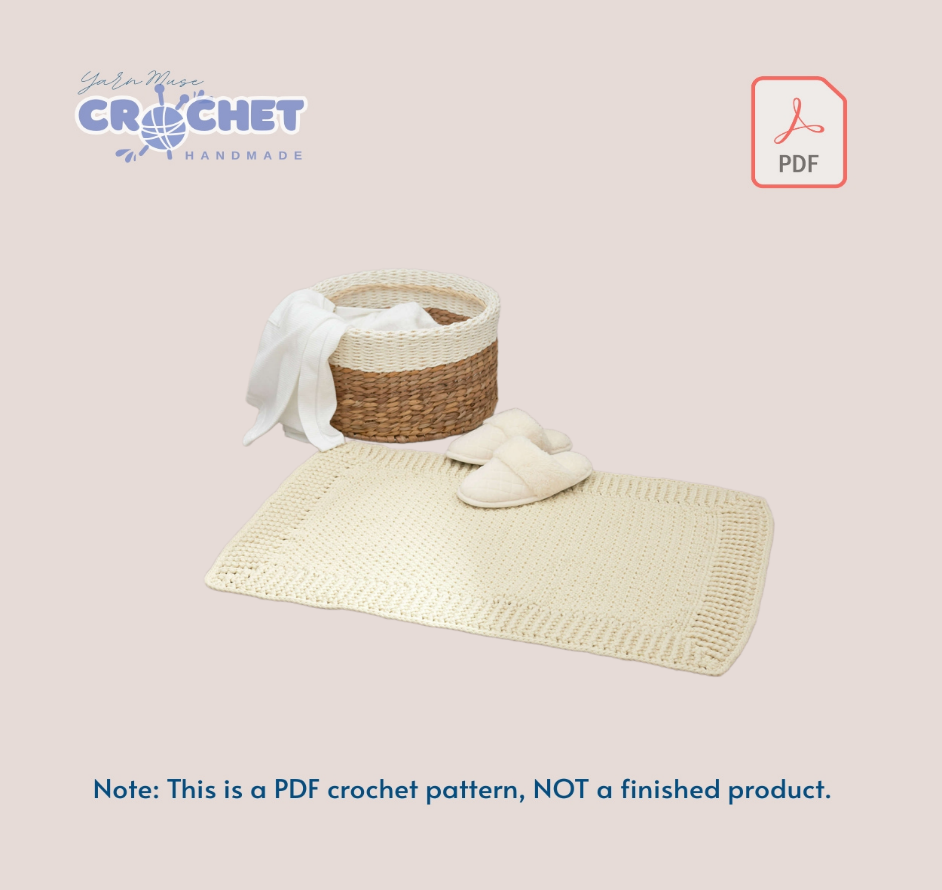 Yarn Muse
CROCHET
HANDMADE
PDF
Note: This is a PDF crochet pattern, NOT a finished product.